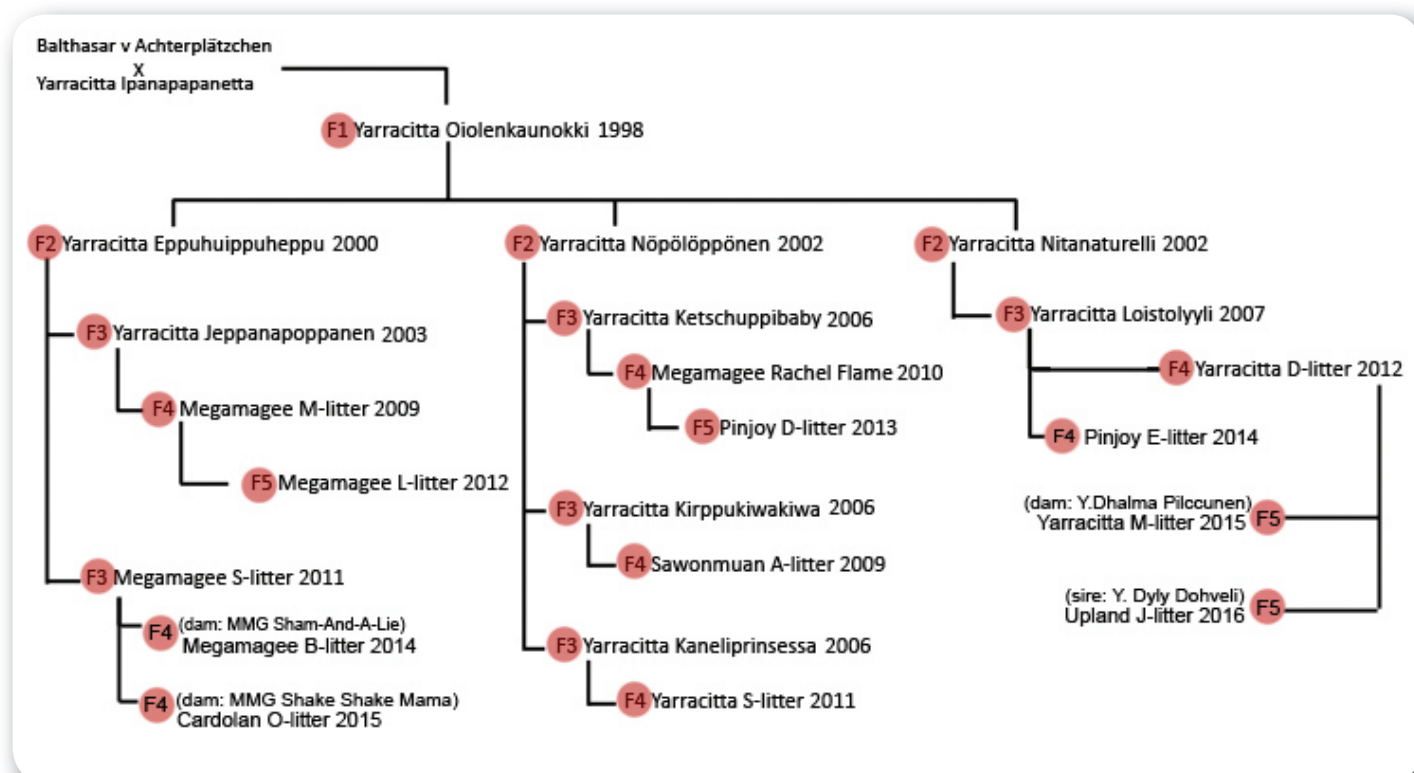 Balthasar v Achterplätzchen
X
Yarracitta Ipanapapanetta
F1 Yarracitta Oiolenkaunokki 1998
F2 Yarracitta Eppuhuippuheppu 2000
F3 Yarracitta Jeppanapoppanen 2003
F4 Megamagee M-litter 2009
F5 Megamagee L-litter 2012
F3 Megamagee S-litter 2011
F4 (dam: MMG Sham-And-A-Lie)
Megamagee B-litter 2014
F4 (dam: MMG Shake Shake Mama)
Cardolan O-litter 2015
F2 Yarracitta Nöpölöppönen 2002
F3 Yarracitta Ketschuppibaby 2006
F4 Megamagee Rachel Flame 2010
F5 Pinjoy D-litter 2013
F3 Yarracitta Kirppukiwakiwa 2006
F4 Sawonmuan A-litter 2009
F3 Yarracitta Kaneliprinsessa 2006
F4 Yarracitta S-litter 2011
F2 Yarracitta Nitanaturelli 2002
F3 Yarracitta Loistolyyli 2007
F4 Yarracitta D-litter 2012
F4 Pinjoy E-litter 2014
(dam: Y.Dhalma Pilccunen)
Yarracitta M-litter 2015 F5
(sire: Y. Dyly Dohveli)
Upland J-litter 2016 F5